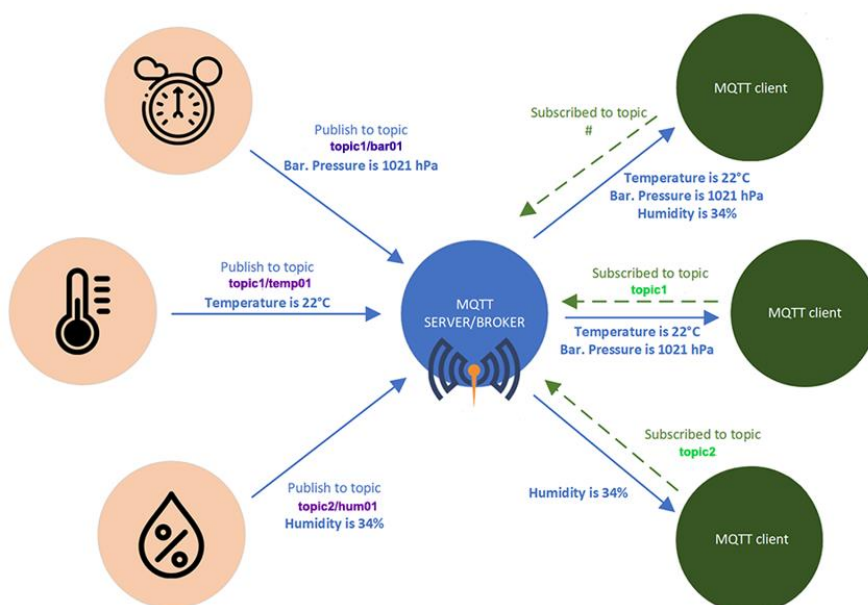 Publish to topic
topic1/bar01
Bar. Pressure is 1021 hPa
Publish to topic
topic1/temp01
Temperature is 22°C
Publish to topic
topic2/hum01
Humidity is 34%
MQTT
SERVER/BROKER
Subscribed to topic
#
Temperature is 22°C
Bar. Pressure is 1021 hPa
Humidity is 34%
MQTT client
Subscribed to topic
topic1
Temperature is 22°C
Bar. Pressure is 1021 hPa
MQTT client
Subscribed to topic
topic2
Humidity is 34%
MQTT client